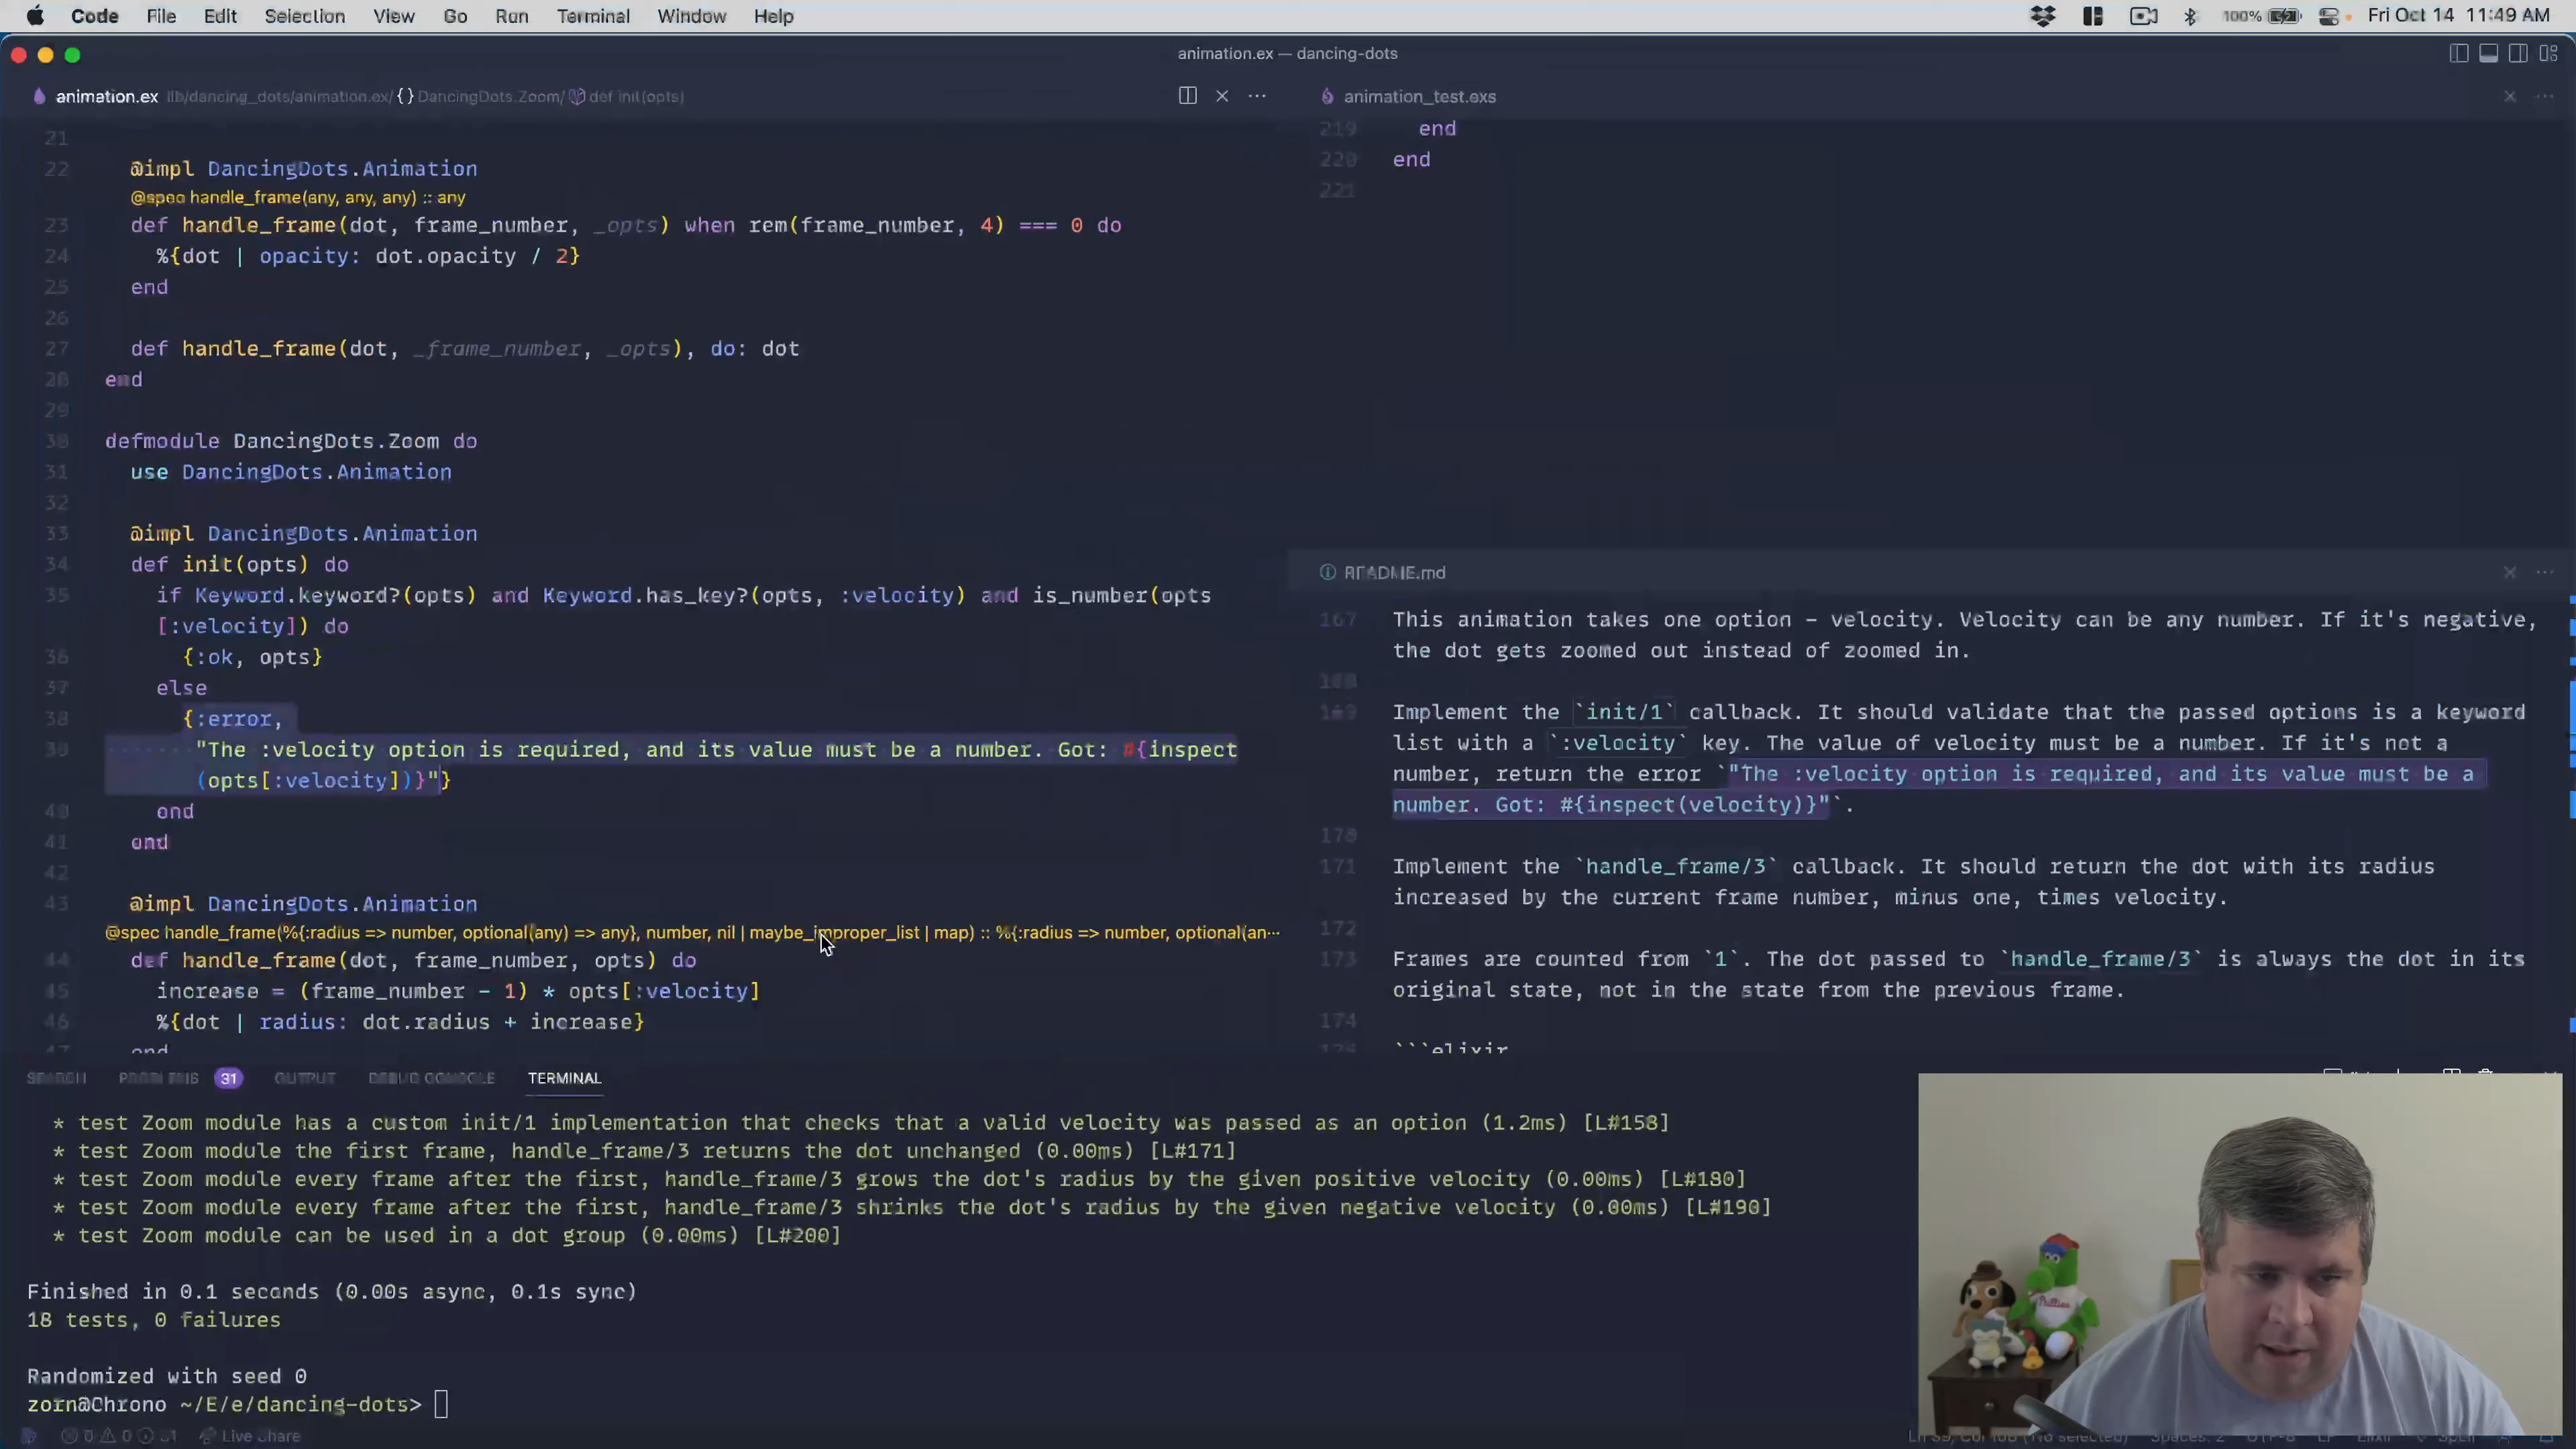 Code File Edit Selection View Go Run Terminal Window Help
100% Fri Oct 14 11:49 AM
animation.ex — dancing-dots
animation.ex lib/dancing_dots/animation.ex/ {} DancingDots.Zoom/ def init(opts)
21
22 @impl DancingDots.Animation
@spec handle_frame(any, any, any) :: any
23 def handle_frame(dot, frame_number, _opts) when rem(frame_number, 4) === 0 do
24 %{dot | opacity: dot.opacity / 2}
25 end
26
27 def handle_frame(dot, _frame_number, _opts), do: dot
28 end
29
30 defmodule DancingDots.Zoom do
31 use DancingDots.Animation
32
33 @impl DancingDots.Animation
34 def init(opts) do
35 if Keyword.keyword?(opts) and Keyword.has_key?(opts, :velocity) and is_number(opts
[:velocity]) do
36 {:ok, opts}
37 else
38 {:error,
39 "The :velocity option is required, and its value must be a number. Got: #{inspect
(opts[:velocity])}"}
40 end
41 end
42
43 @impl DancingDots.Animation
@spec handle_frame(%{:radius => number, optional(any) => any}, number, nil | maybe_improper_list | map) :: %{:radius => number, optional(an...
44 def handle_frame(dot, frame_number, opts) do
45 increase = (frame_number - 1) * opts[:velocity]
46 %{dot | radius: dot.radius + increase}
47 end
animation_test.exs
219 end
220 end
221
README.md
167 This animation takes one option - velocity. Velocity can be any number. If it's negative,
the dot gets zoomed out instead of zoomed in.
168
169 Implement the `init/1` callback. It should validate that the passed options is a keyword
list with a `:velocity` key. The value of velocity must be a number. If it's not a
number, return the error `"The :velocity option is required, and its value must be a
number. Got: #{inspect(velocity)}"`.
170
171 Implement the `handle_frame/3` callback. It should return the dot with its radius
increased by the current frame number, minus one, times velocity.
172
173 Frames are counted from `1`. The dot passed to `handle_frame/3` is always the dot in its
original state, not in the state from the previous frame.
174
175 ```elixir
SEARCH PROBLEMS 31 OUTPUT DEBUG CONSOLE TERMINAL
* test Zoom module has a custom init/1 implementation that checks that a valid velocity was passed as an option (1.2ms) [L#158]
* test Zoom module the first frame, handle_frame/3 returns the dot unchanged (0.00ms) [L#171]
* test Zoom module every frame after the first, handle_frame/3 grows the dot's radius by the given positive velocity (0.00ms) [L#180]
* test Zoom module every frame after the first, handle_frame/3 shrinks the dot's radius by the given negative velocity (0.00ms) [L#190]
* test Zoom module can be used in a dot group (0.00ms) [L#200]
Finished in 0.1 seconds (0.00s async, 0.1s sync)
18 tests, 0 failures
Randomized with seed 0
zorn@Chrono ~/E/e/dancing-dots>
Phillies
0 0 31 Live Share